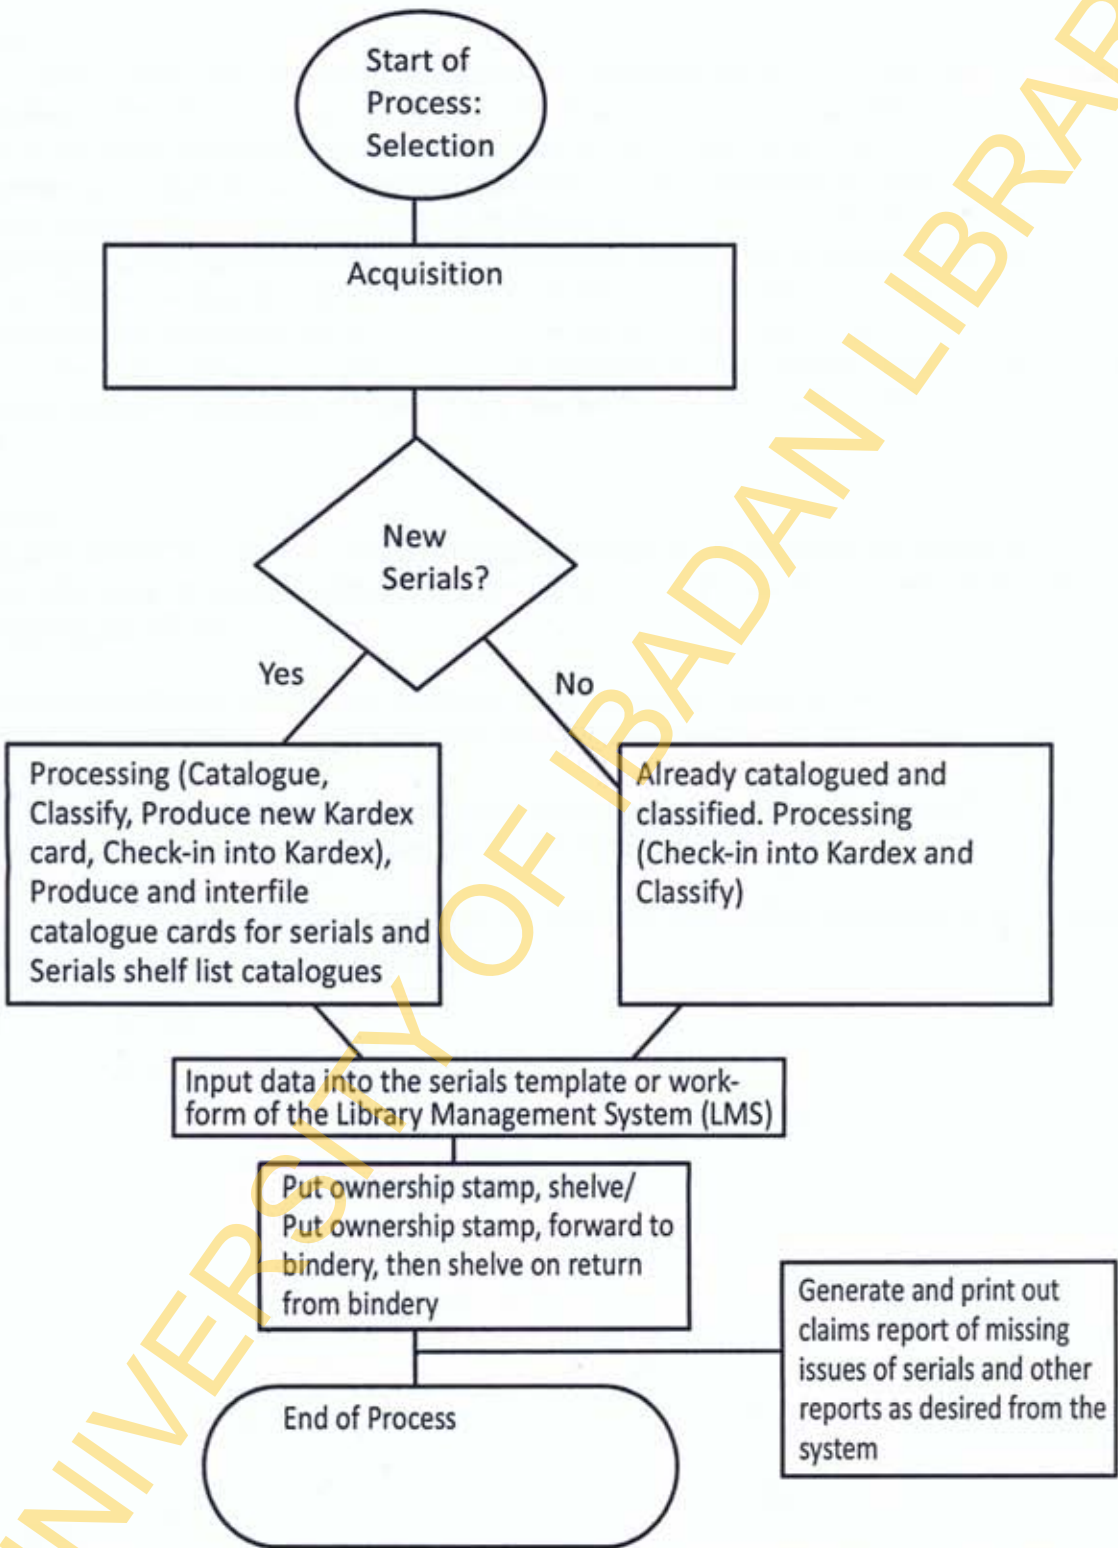 Start of
Process:
Selection
Acquisition
New
Serials?
Yes
No
Processing (Catalogue,
Classify, Produce new Kardex
card, Check-in into Kardex),
Produce and interfile
catalogue cards for serials and
Serials shelf list catalogues
Already catalogued and
classified. Processing
(Check-in into Kardex and
Classify)
Input data into the serials template or work-
form of the Library Management System (LMS)
Put ownership stamp, shelve/
Put ownership stamp, forward to
bindery, then shelve on return
from bindery
Generate and print out
claims report of missing
issues of serials and other
reports as desired from the
system
End of Process
UNIVERSITY OF IBADAN LIBRAR